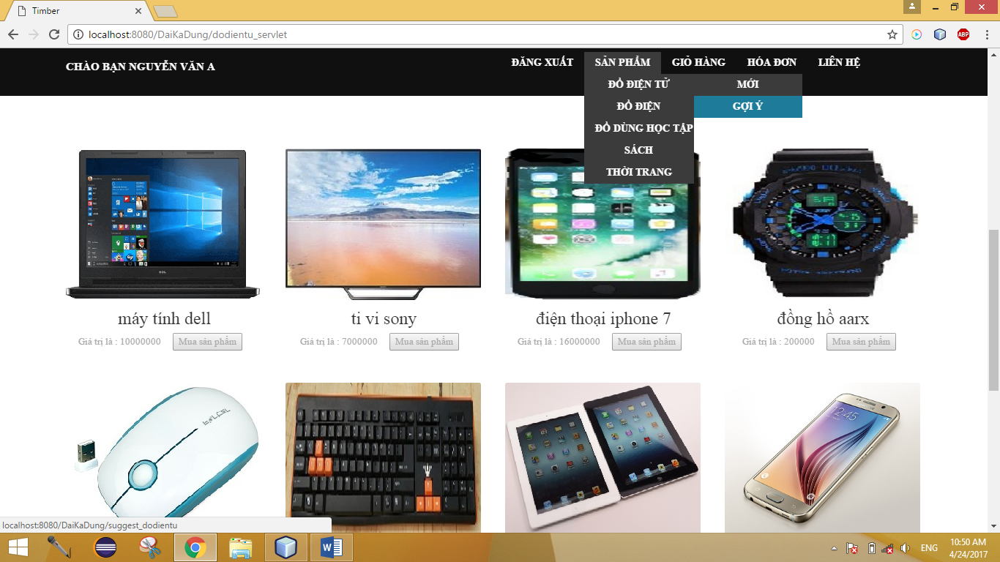 Timber
localhost:8080/DaiKaDung/dodientu_servlet
ABP
CHÀO BẠN NGUYỄN VĂN A
ĐĂNG XUẤT SẢN PHẨM GIỎ HÀNG HÓA ĐƠN LIÊN HỆ
ĐỒ ĐIỆN TỬ MỚI
ĐỒ ĐIỆN GỢI Ý
ĐỒ DÙNG HỌC TẬP
SÁCH
THỜI TRANG
máy tính dell ti vi sony điện thoại iphone 7 đồng hồ aarx
Giá trị là : 10000000 Mua sản phẩm Giá trị là : 7000000 Mua sản phẩm Giá trị là : 16000000 Mua sản phẩm Giá trị là : 200000 Mua sản phẩm
12:45
localhost:8080/DaiKaDung/suggest_dodientu
ENG
10:50 AM
4/24/2017